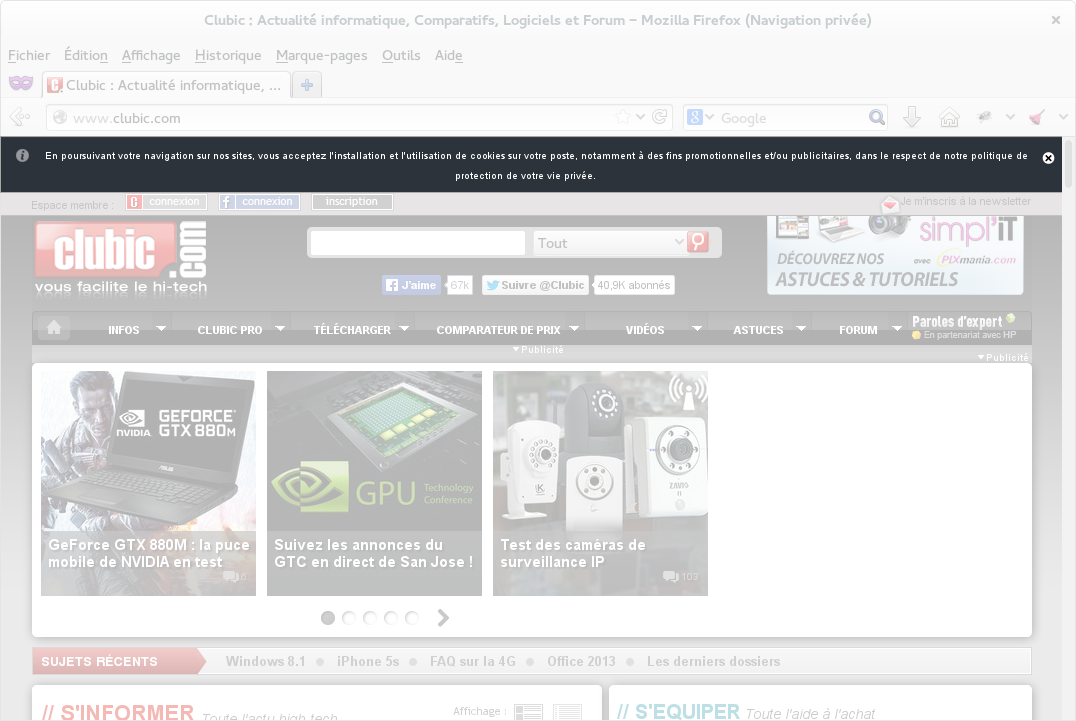 Clubic : Actualité informatique, Comparatifs, Logiciels et Forum – Mozilla Firefox (Navigation privée)
Fichier Édition Affichage Historique Marque-pages Outils Aide
Clubic : Actualité informatique, ...
www.clubic.com
Google
En poursuivant votre navigation sur nos sites, vous acceptez l'installation et l'utilisation de cookies sur votre poste, notamment à des fins promotionnelles et/ou publicitaires, dans le respect de notre politique de
protection de votre vie privée.
Espace membre : connexion connexion inscription Je m'inscris à la newsletter
clubic.com
vous facilite le hi-tech
Tout
J'aime 67k Suivre @Clubic 40,9K abonnés
simpl'iT
avec PIXmania.com
DÉCOUVREZ NOS
ASTUCES & TUTORIELS
INFOS CLUBIC PRO TÉLÉCHARGER COMPARATEUR DE PRIX VIDÉOS ASTUCES FORUM
Paroles d'expert
En partenariat avec HP
Publicité
Publicité
NVIDIA
GEFORCE
GTX 880M
ASUS
GeForce GTX 880M : la puce
mobile de NVIDIA en test
GPU Technology
Conference
Suivez les annonces du
GTC en direct de San Jose !
ZAVIO
Test des caméras de
surveillance IP
103
SUJETS RÉCENTS Windows 8.1 iPhone 5s FAQ sur la 4G Office 2013 Les derniers dossiers
// S'INFORMER Toute l'actu high-tech Affichage :
// S'EQUIPER Toute l'aide à l'achat